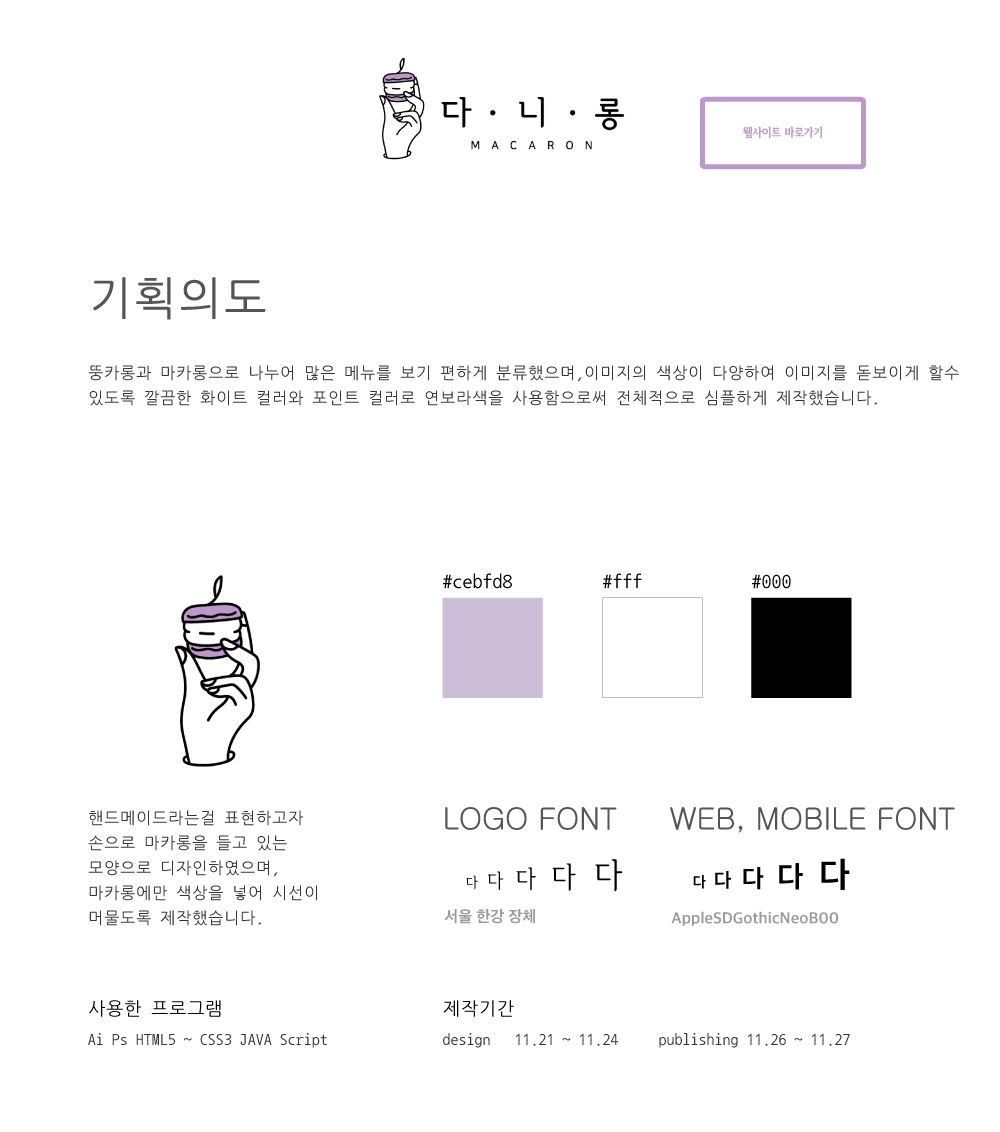 다·니·롱
MACARON
웹사이트 바로가기
기획의도
뚱카롱과 마카롱으로 나누어 많은 메뉴를 보기 편하게 분류했으며,이미지의 색상이 다양하여 이미지를 돋보이게 할수
있도록 깔끔한 화이트 컬러와 포인트 컬러로 연보라색을 사용함으로써 전체적으로 심플하게 제작했습니다.
#cebfd8 #fff #000
핸드메이드라는걸 표현하고자
손으로 마카롱을 들고 있는
모양으로 디자인하였으며,
마카롱에만 색상을 넣어 시선이
머물도록 제작했습니다.
LOGO FONT
다 다 다 다 다
서울 한강 장체
WEB, MOBILE FONT
다 다 다 다 다
AppleSDGothicNeoB00
사용한 프로그램
Ai Ps HTML5 ~ CSS3 JAVA Script
제작기간
design 11.21 ~ 11.24 publishing 11.26 ~ 11.27